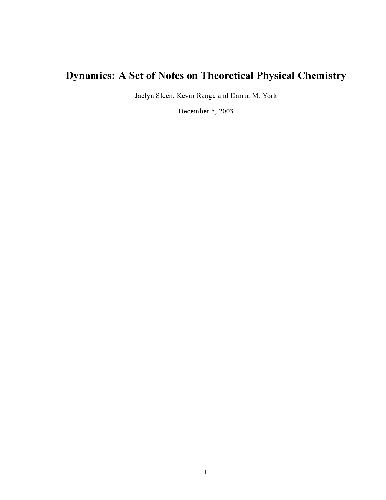 Dynamics: A Set of Notes on Theoretical Physical Chemistry
Jaclyn Steen, Kevin Range and Darrin M. York
December 5, 2003
1